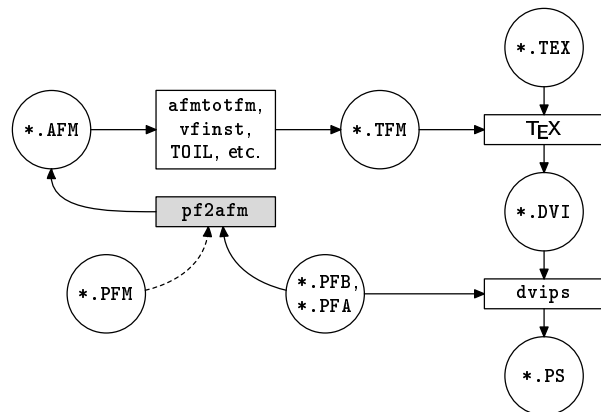 *.TEX
*.AFM
afmtotfm,
vfinst,
TOIL, etc.
*.TFM
TEX
pf2afm
*.DVI
*.PFM
*.PFB,
*.PFA
dvips
*.PS